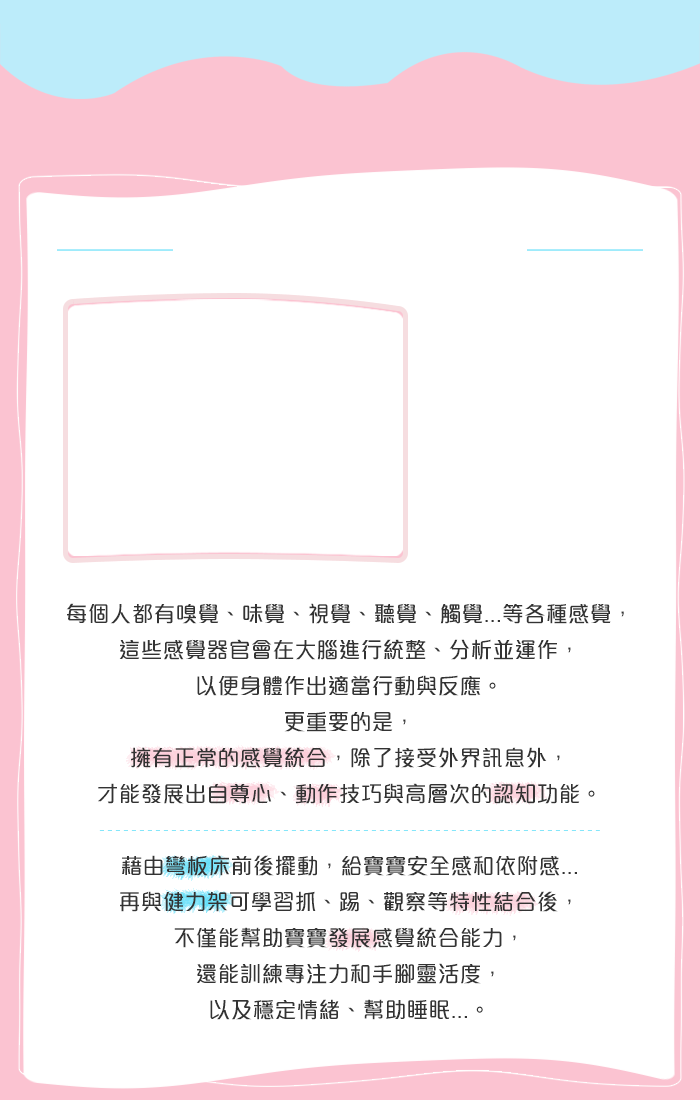 每個人都有嗅覺、味覺、視覺、聽覺、觸覺...等各種感覺，
這些感覺器官會在大腦進行統整、分析並運作，
以便身體作出適當行動與反應。
更重要的是，
擁有正常的感覺統合，除了接受外界訊息外，
才能發展出自尊心、動作技巧與高層次的認知功能。
藉由彎板床前後擺動，給寶寶安全感和依附感...
再與健力架可學習抓、踢、觀察等特性結合後，
不僅能幫助寶寶發展感覺統合能力，
還能訓練專注力和手腳靈活度，
以及穩定情緒、幫助睡眠...。